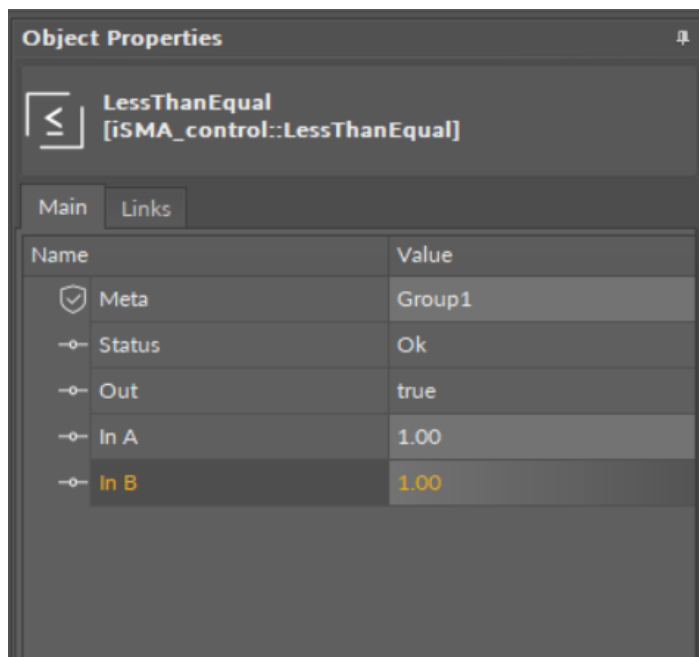 Object Properties
LessThanEqual
[iSMA_control::LessThanEqual]
Main Links
Name Value
Meta Group1
Status Ok
Out true
In A 1.00
In B 1.00